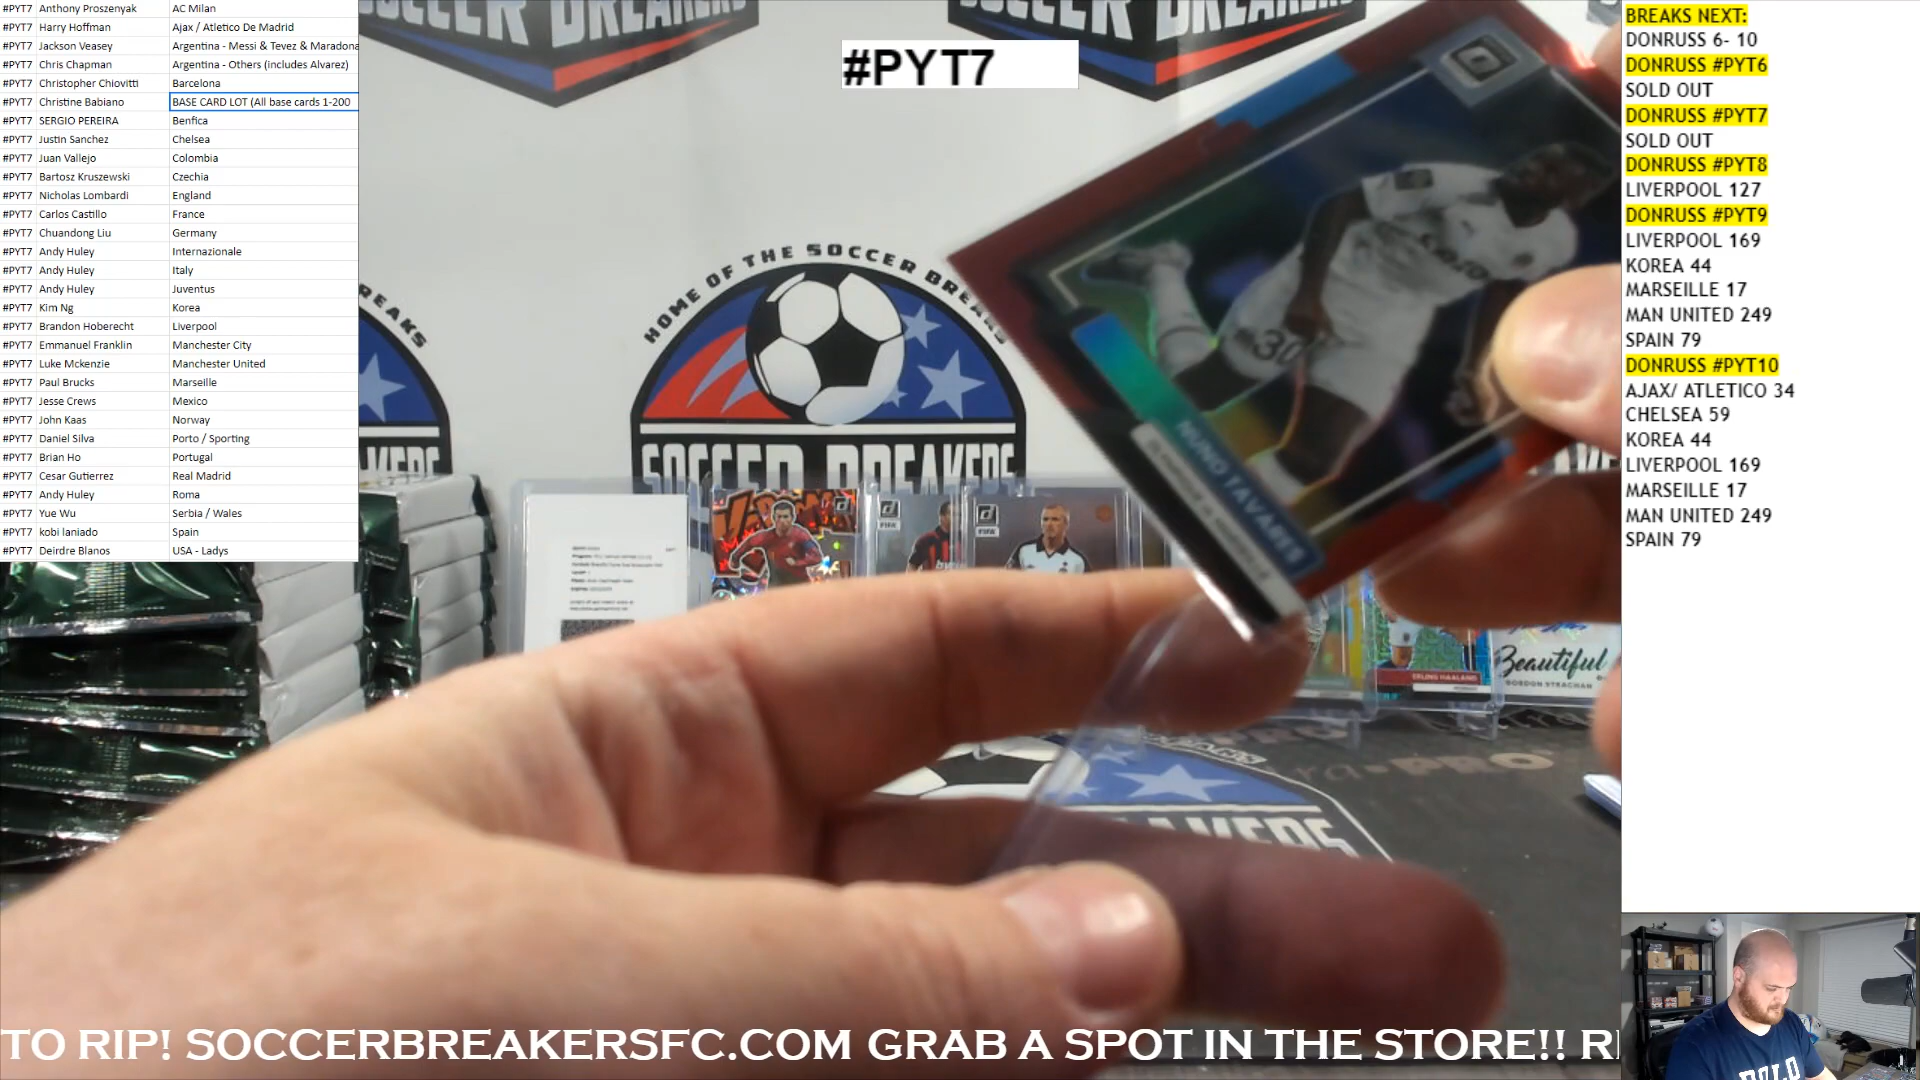 #PYT7 Anthony Proszenyak AC Milan
#PYT7 Harry Hoffman Ajax / Atletico De Madrid
#PYT7 Jackson Veasey Argentina - Messi & Tevez & Maradona
#PYT7 Chris Chapman Argentina - Others (includes Alvarez)
#PYT7 Christopher Chiovitti Barcelona
#PYT7 Christine Babiano BASE CARD LOT (All base cards 1-200
#PYT7 SERGIO PEREIRA Benfica
#PYT7 Justin Sanchez Chelsea
#PYT7 Juan Vallejo Colombia
#PYT7 Bartosz Kruszewski Czechia
#PYT7 Nicholas Lombardi England
#PYT7 Carlos Castillo France
#PYT7 Chuandong Liu Germany
#PYT7 Andy Huley Internazionale
#PYT7 Andy Huley Italy
#PYT7 Andy Huley Juventus
#PYT7 Kim Ng Korea
#PYT7 Brandon Hoberecht Liverpool
#PYT7 Emmanuel Franklin Manchester City
#PYT7 Luke Mckenzie Manchester United
#PYT7 Paul Brucks Marseille
#PYT7 Jesse Crews Mexico
#PYT7 John Kaas Norway
#PYT7 Daniel Silva Porto / Sporting
#PYT7 Brian Ho Portugal
#PYT7 Cesar Gutierrez Real Madrid
#PYT7 Andy Huley Roma
#PYT7 Yue Wu Serbia / Wales
#PYT7 kobi laniado Spain
#PYT7 Deirdre Blanos USA - Ladys
SOCCER BREAKERS
#PYT7
HOME OF THE SOCCER BREAKS
SOCCER BREAKERS
30
NUNO TAVARES
FIFA
FIFA
ERLING HAALAND
Beautiful
GORDON STRACHAN
BREAKS NEXT:
DONRUSS 6- 10
DONRUSS #PYT6
SOLD OUT
DONRUSS #PYT7
SOLD OUT
DONRUSS #PYT8
LIVERPOOL 127
DONRUSS #PYT9
LIVERPOOL 169
KOREA 44
MARSEILLE 17
MAN UNITED 249
SPAIN 79
DONRUSS #PYT10
AJAX/ ATLETICO 34
CHELSEA 59
KOREA 44
LIVERPOOL 169
MARSEILLE 17
MAN UNITED 249
SPAIN 79
TO RIP! SOCCERBREAKERSFC.COM GRAB A SPOT IN THE STORE!! RI